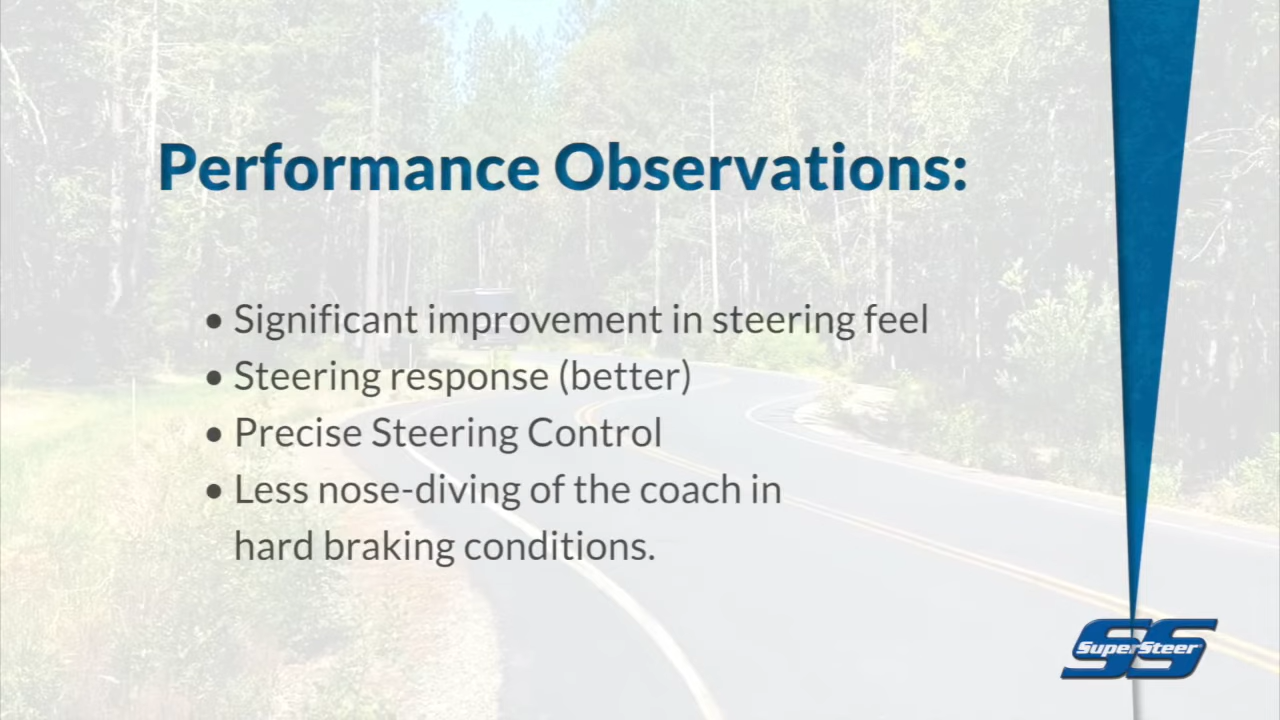 Performance Observations:
• Significant improvement in steering feel
• Steering response (better)
• Precise Steering Control
• Less nose-diving of the coach in
hard braking conditions.
SS
SuperSteer